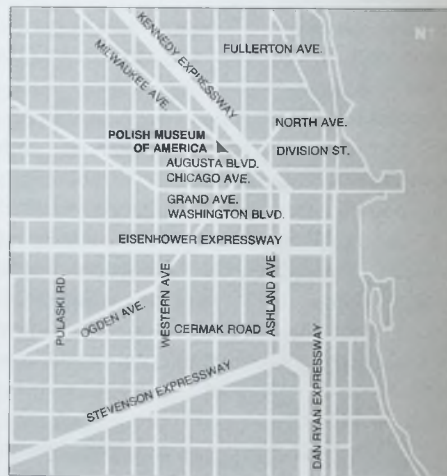 KENNEDY EXPRESSWAY
MILWAUKEE AVE.
FULLERTON AVE.
N
NORTH AVE.
POLISH MUSEUM
OF AMERICA
DIVISION ST.
AUGUSTA BLVD.
CHICAGO AVE.
GRAND AVE.
WASHINGTON BLVD.
EISENHOWER EXPRESSWAY
PULASKI RD.
OGDEN AVE.
WESTERN AVE
CERMAK ROAD
ASHLAND AVE
STEVENSON EXPRESSWAY
DAN RYAN EXPRESSWAY